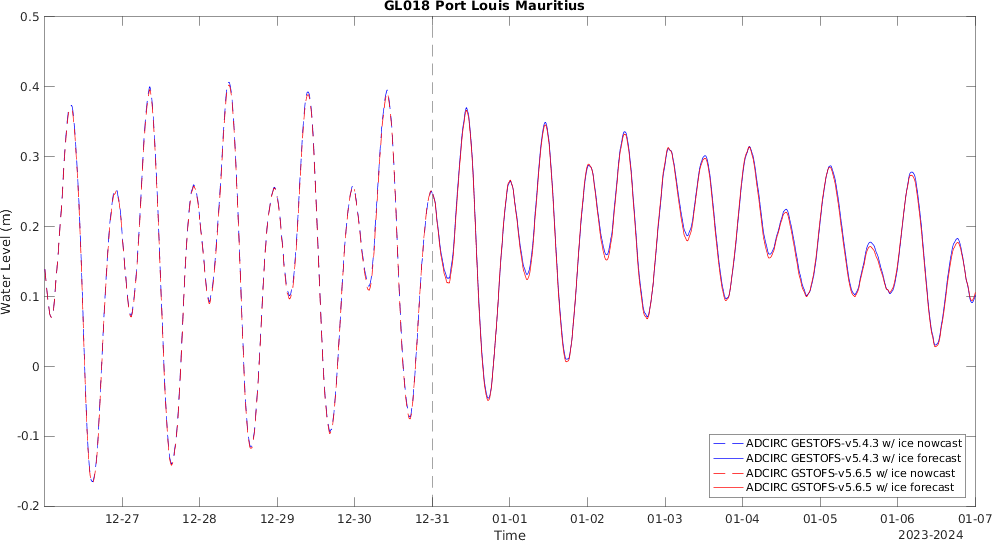 GL018 Port Louis Mauritius
Water Level (m)
0.5
0.4
0.3
0.2
0.1
0
-0.1
-0.2
12-27 12-28 12-29 12-30 12-31 01-01 01-02 01-03 01-04 01-05 01-06 01-07
Time
2023-2024
ADCIRC GESTOFS-v5.4.3 w/ ice nowcast
ADCIRC GESTOFS-v5.4.3 w/ ice forecast
ADCIRC GSTOFS-v5.6.5 w/ ice nowcast
ADCIRC GSTOFS-v5.6.5 w/ ice forecast